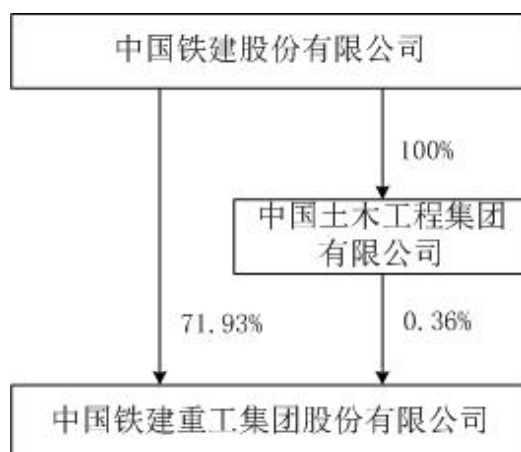 中国铁建股份有限公司
100%
中国土木工程集团
有限公司
71.93%
0.36%
中国铁建重工集团股份有限公司